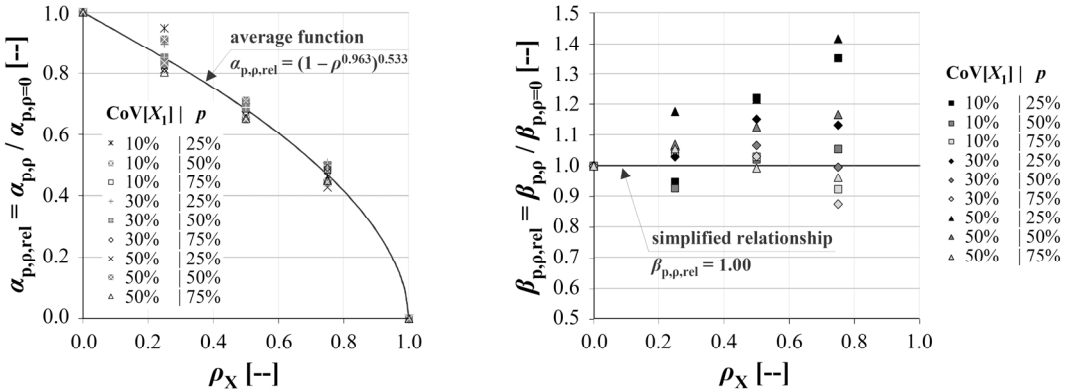 α_p,ρ,rel = α_p,ρ / α_p,ρ=0 [--]
1.0
0.8
0.6
0.4
0.2
0.0
average function
α_p,ρ,rel = (1 − ρ^0.963)^0.533
CoV[X_1] | p
10% | 25%
10% | 50%
10% | 75%
30% | 25%
30% | 50%
30% | 75%
50% | 25%
50% | 50%
50% | 75%
0.0 0.2 0.4 0.6 0.8 1.0
ρ_X [--]
β_p,ρ,rel = β_p,ρ / β_p,ρ=0 [--]
1.5
1.4
1.3
1.2
1.1
1.0
0.9
0.8
0.7
0.6
0.5
simplified relationship
β_p,ρ,rel = 1.00
0.0 0.2 0.4 0.6 0.8 1.0
ρ_X [--]
CoV[X_1] | p
10% | 25%
10% | 50%
10% | 75%
30% | 25%
30% | 50%
30% | 75%
50% | 25%
50% | 50%
50% | 75%